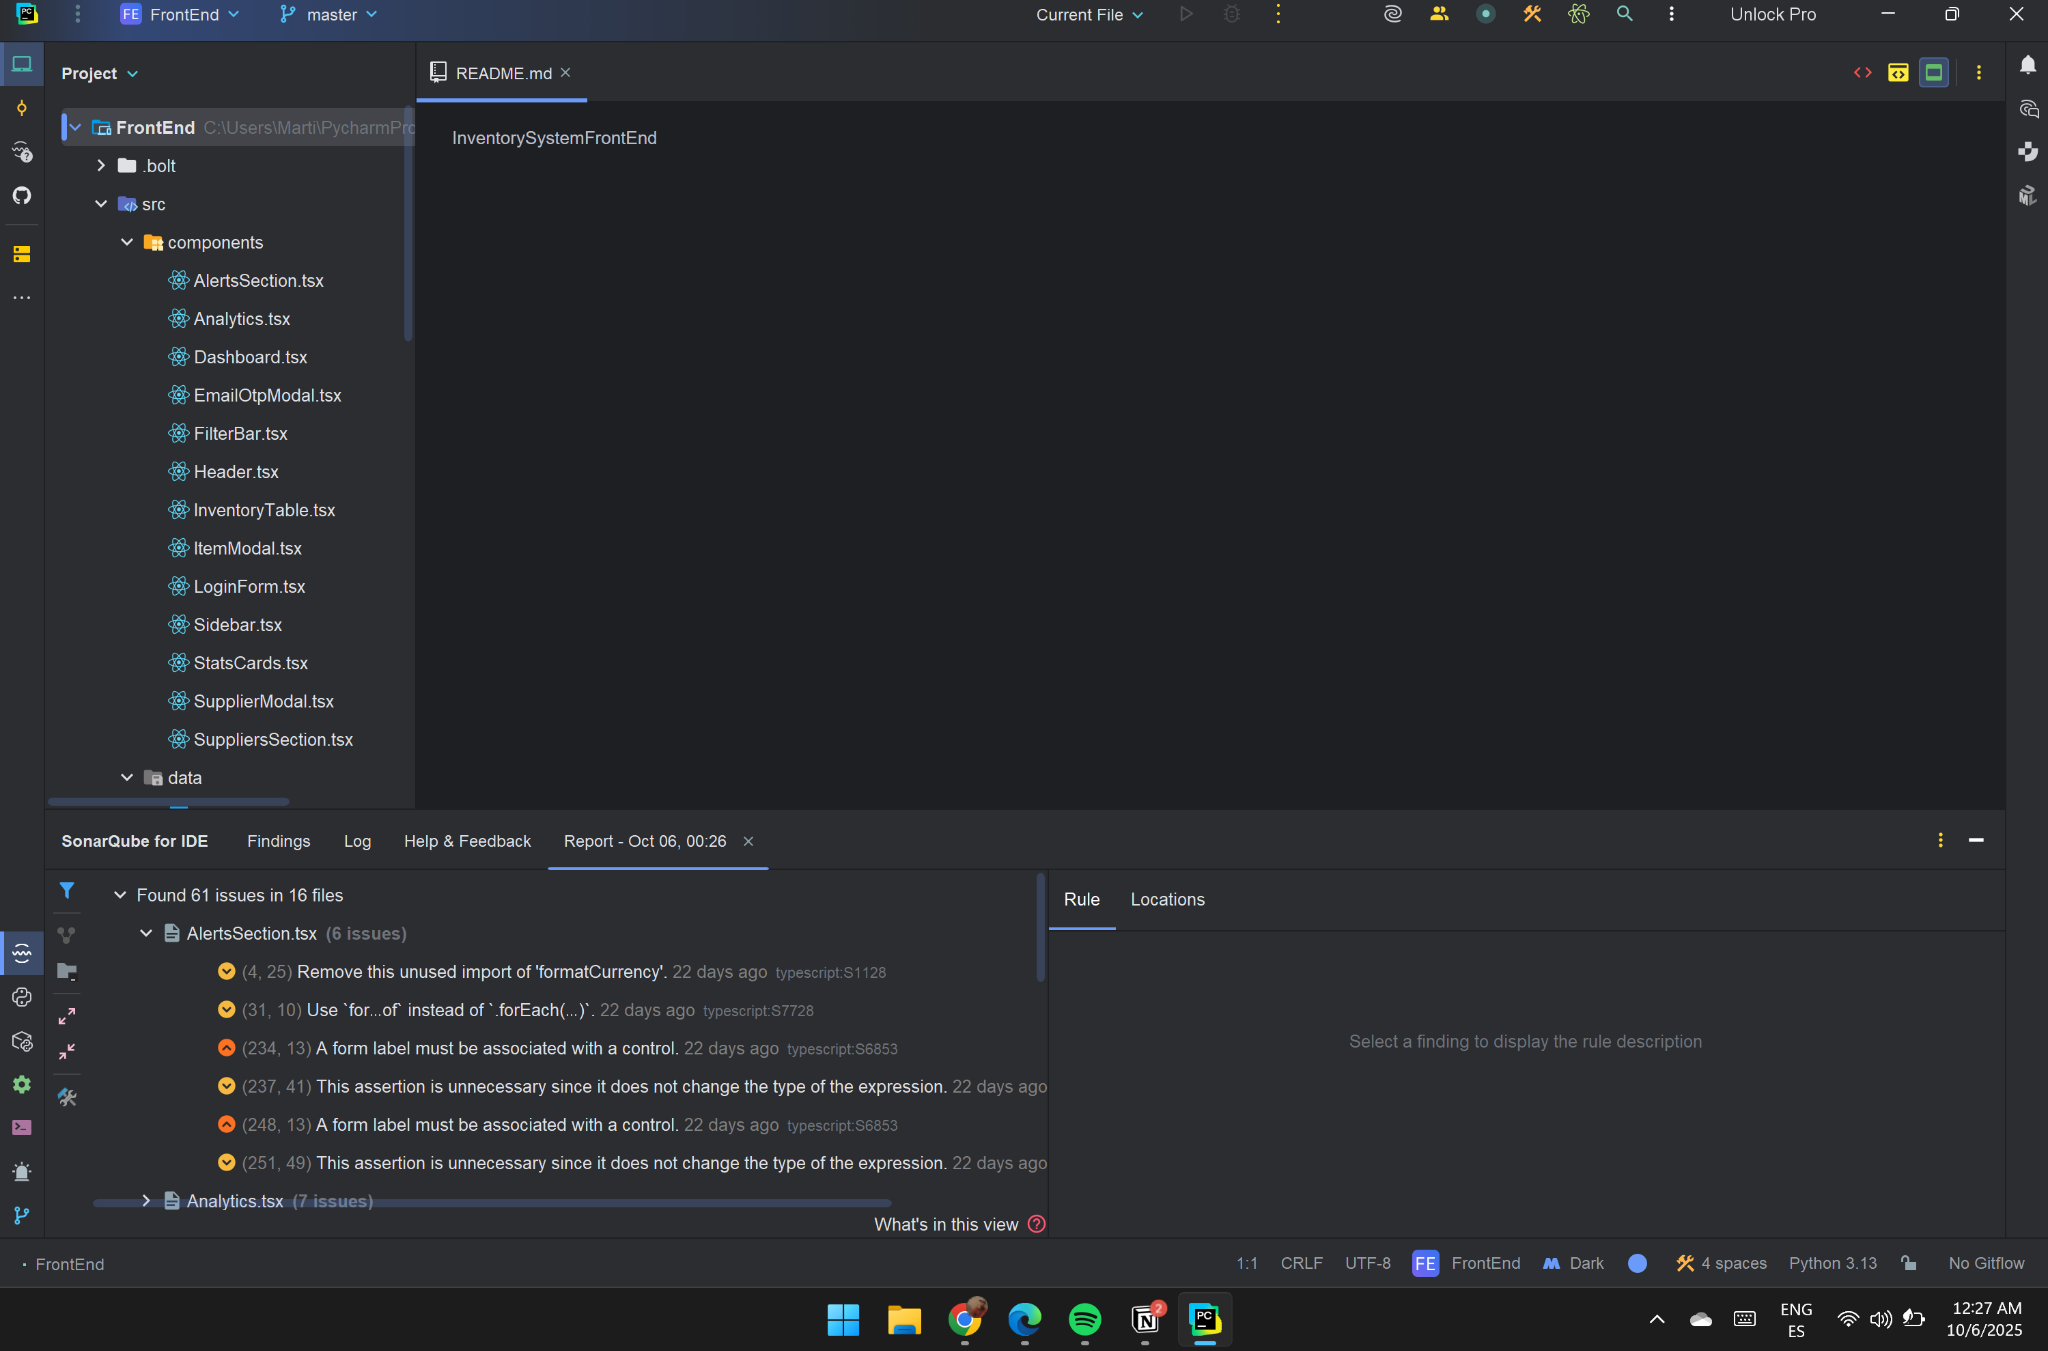 FE FrontEnd master Current File Unlock Pro
Project
README.md
FrontEnd C:\Users\Marti\PycharmPro
InventorySystemFrontEnd
.bolt
src
components
AlertsSection.tsx
Analytics.tsx
Dashboard.tsx
EmailOtpModal.tsx
FilterBar.tsx
Header.tsx
InventoryTable.tsx
ItemModal.tsx
LoginForm.tsx
Sidebar.tsx
StatsCards.tsx
SupplierModal.tsx
SuppliersSection.tsx
data
SonarQube for IDE Findings Log Help & Feedback Report - Oct 06, 00:26
Found 61 issues in 16 files
AlertsSection.tsx (6 issues)
(4, 25) Remove this unused import of 'formatCurrency'. 22 days ago typescript:S1128
(31, 10) Use `for...of` instead of `.forEach(...)`. 22 days ago typescript:S7728
(234, 13) A form label must be associated with a control. 22 days ago typescript:S6853
(237, 41) This assertion is unnecessary since it does not change the type of the expression. 22 days ago
(248, 13) A form label must be associated with a control. 22 days ago typescript:S6853
(251, 49) This assertion is unnecessary since it does not change the type of the expression. 22 days ago
Analytics.tsx (7 issues)
What's in this view
Rule Locations
Select a finding to display the rule description
FrontEnd
1:1 CRLF UTF-8 FE FrontEnd Dark 4 spaces Python 3.13 No Gitflow
2
PC
ENG
ES
12:27 AM
10/6/2025